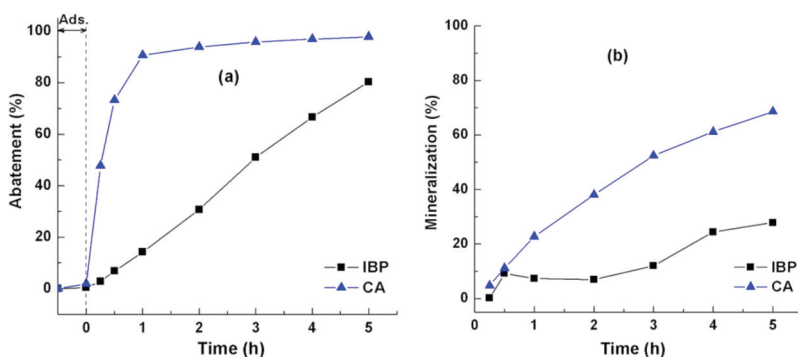 Ads.
100
80
60
40
20
0
Abatement (%)
(a)
IBP
CA
0 1 2 3 4 5
Time (h)
100
80
60
40
20
0
Mineralization (%)
(b)
IBP
CA
0 1 2 3 4 5
Time (h)